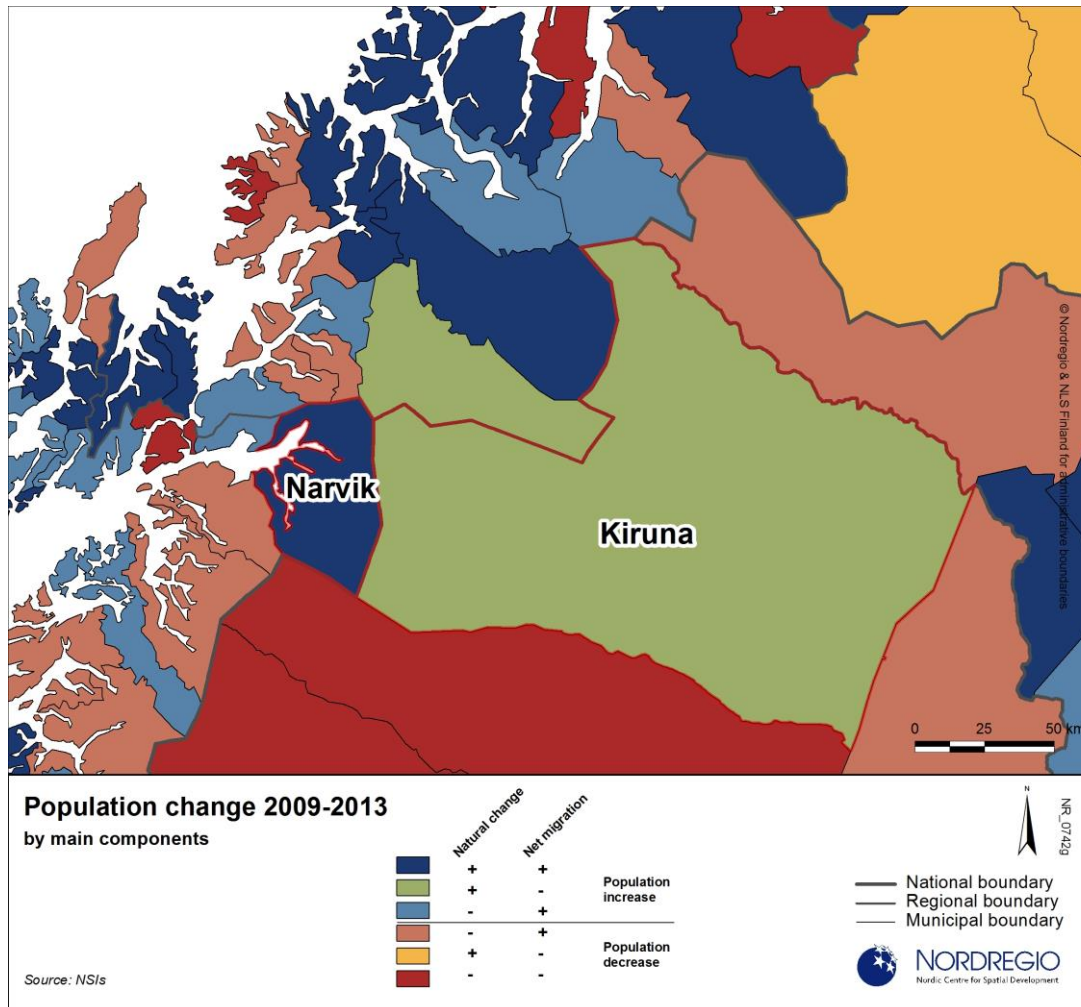 Narvik
Kiruna
© Nordregio & NLS Finland for administrative boundaries
0 25 50 km
Population change 2009-2013
by main components
Natural change
Net migration
+ +
+ -
- +
Population
increase
- +
+ -
- -
Population
decrease
N
NR_0742g
National boundary
Regional boundary
Municipal boundary
Source: NSIs
NORDREGIO
Nordic Centre for Spatial Development